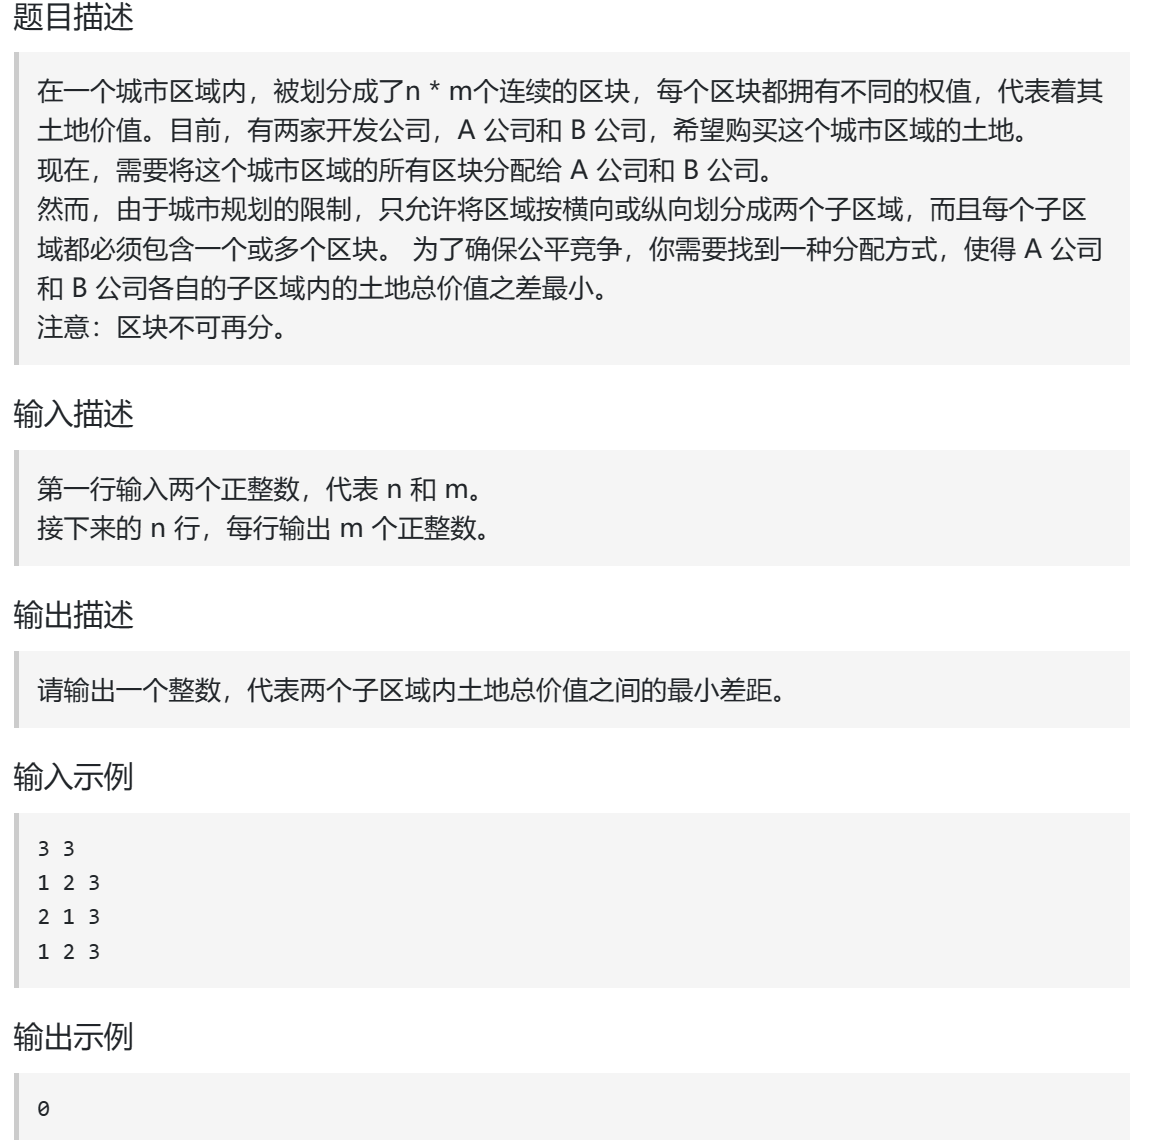 题目描述
在一个城市区域内，被划分成了n * m个连续的区块，每个区块都拥有不同的权值，代表着其
土地价值。目前，有两家开发公司，A 公司和 B 公司，希望购买这个城市区域的土地。
现在，需要将这个城市区域的所有区块分配给 A 公司和 B 公司。
然而，由于城市规划的限制，只允许将区域按横向或纵向划分成两个子区域，而且每个子区
域都必须包含一个或多个区块。 为了确保公平竞争，你需要找到一种分配方式，使得 A 公司
和 B 公司各自的子区域内的土地总价值之差最小。
注意：区块不可再分。
输入描述
第一行输入两个正整数，代表 n 和 m。
接下来的 n 行，每行输出 m 个正整数。
输出描述
请输出一个整数，代表两个子区域内土地总价值之间的最小差距。
输入示例
3 3
1 2 3
2 1 3
1 2 3
输出示例
0